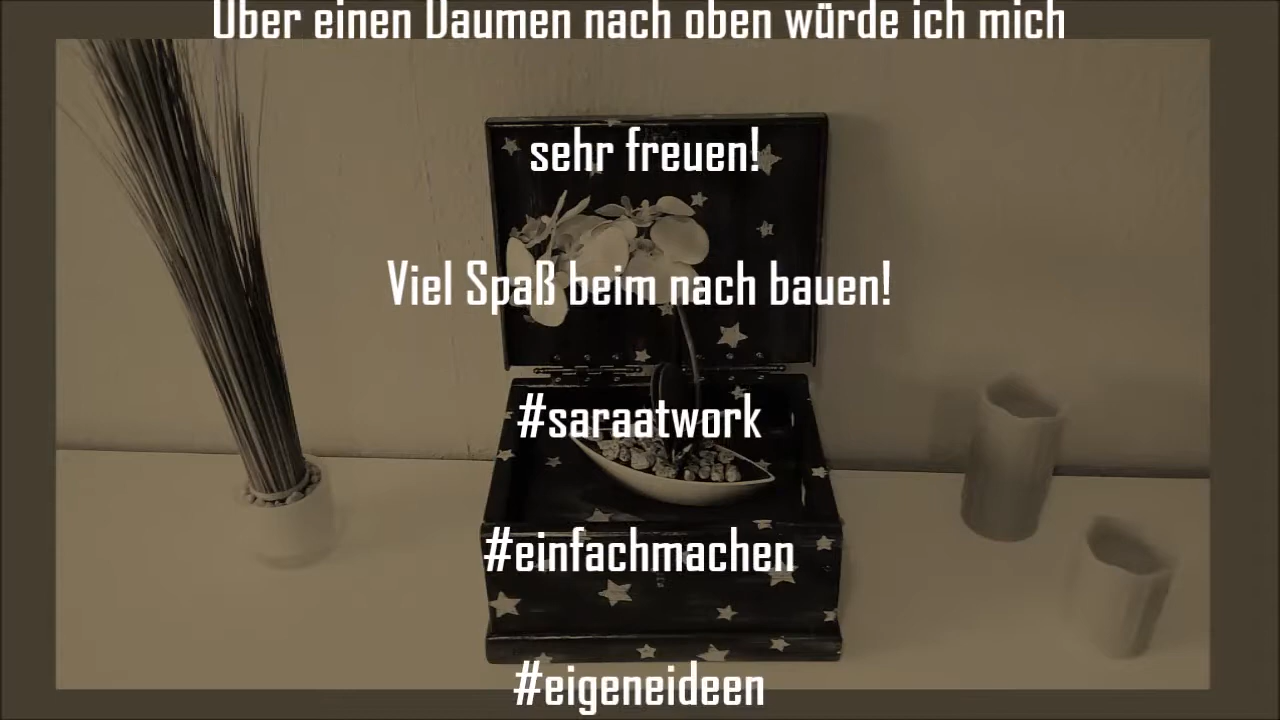 Über einen Daumen nach oben würde ich mich
sehr freuen!
Viel Spaß beim nach bauen!
#saraatwork
#einfachmachen
#eigeneideen